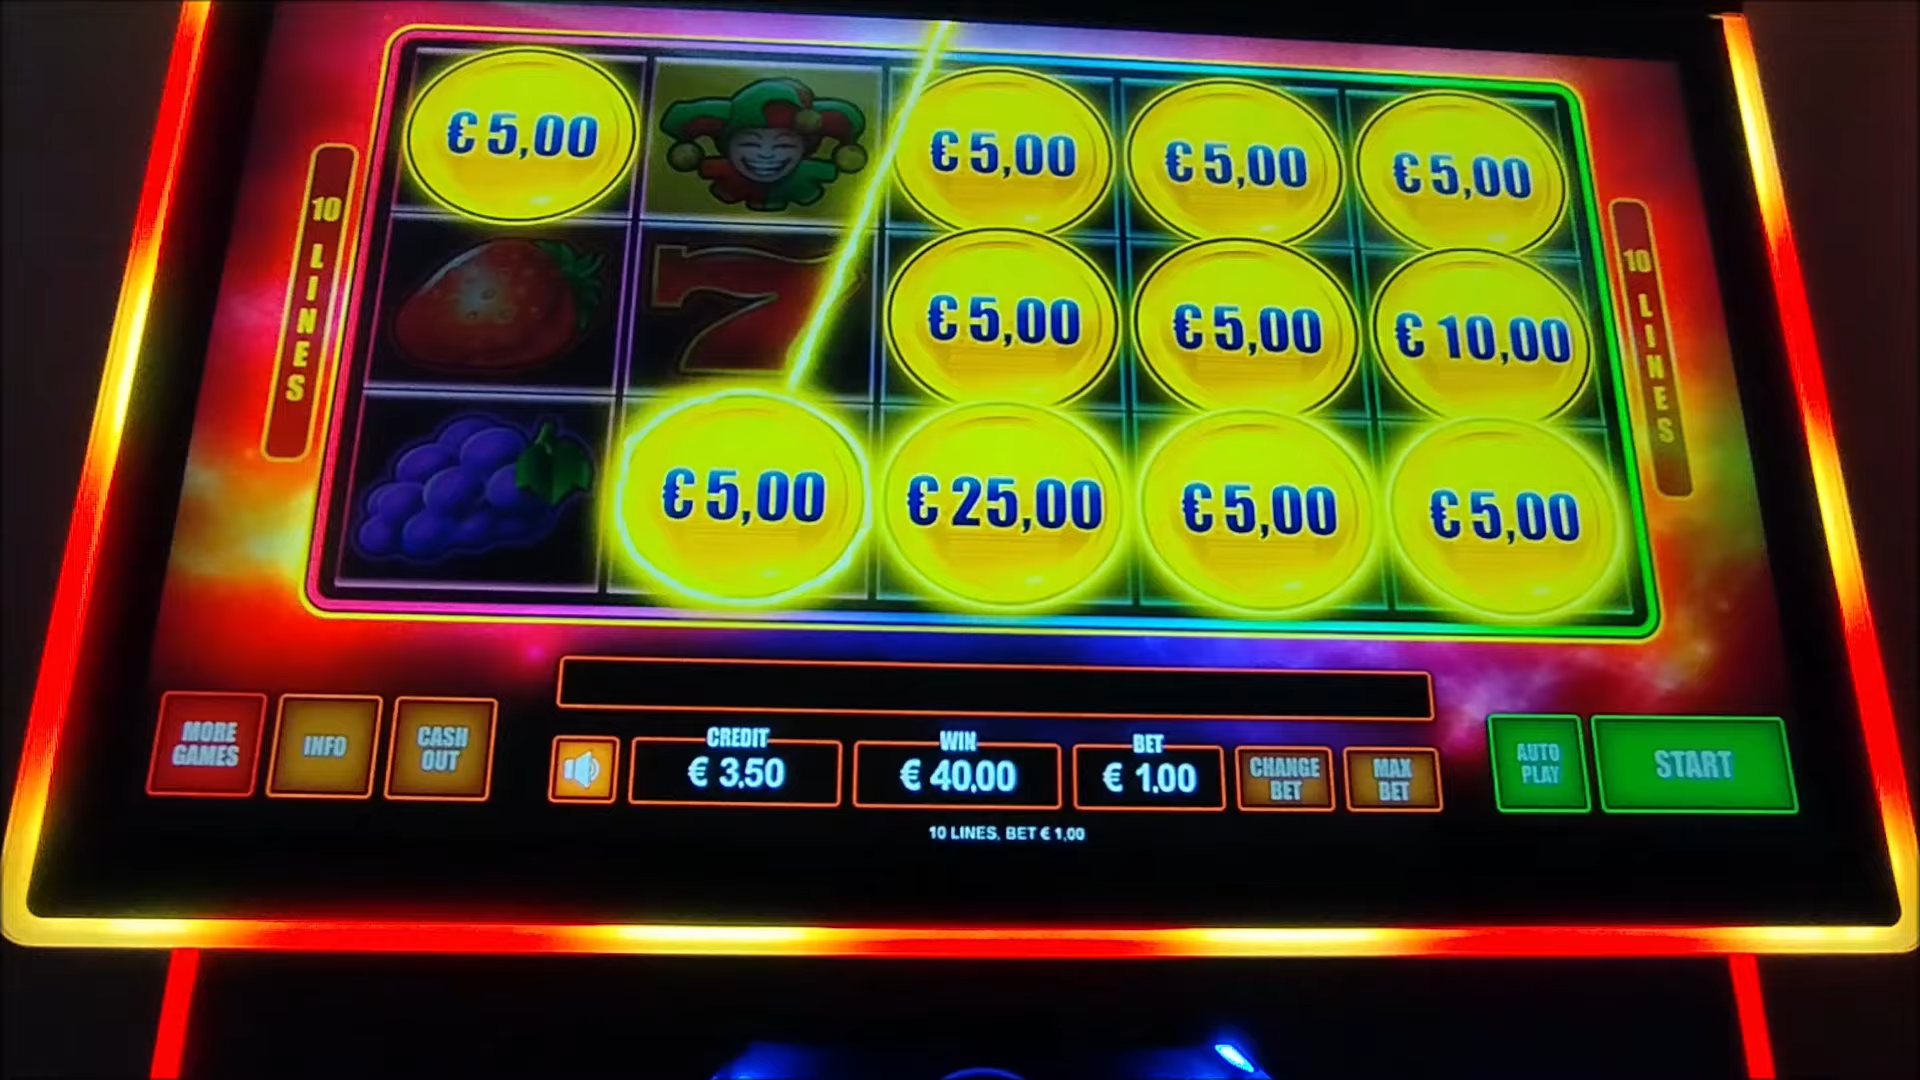 € 5,00
€ 5,00
€ 5,00
€ 5,00
€ 5,00
€ 5,00
€ 10,00
€ 5,00
€ 25,00
€ 5,00
€ 5,00
10 LINES
10 LINES
MORE GAMES
INFO
CASH OUT
CREDIT
€ 3.50
WIN
€ 40.00
BET
€ 1.00
CHANGE BET
MAX BET
AUTO PLAY
START
10 LINES, BET € 1,00